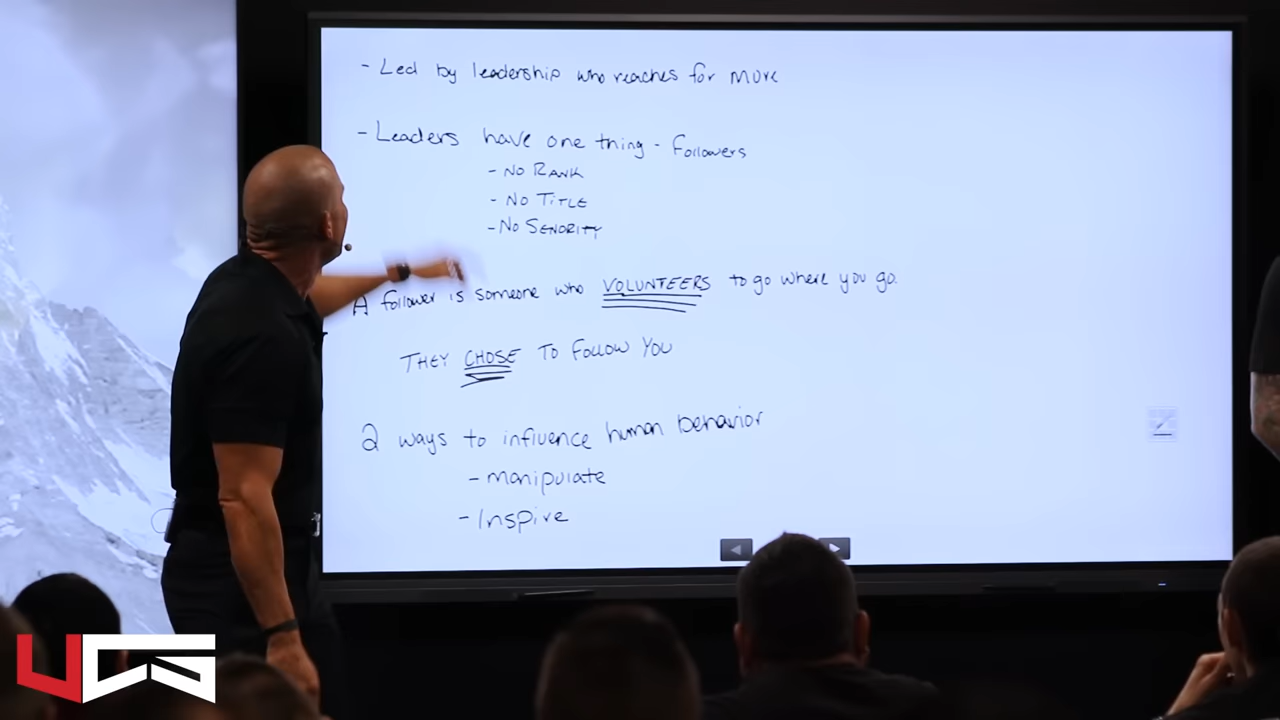 - Led by leadership who reaches for more
- Leaders have one thing - followers
- NO RANK
- NO TITLE
- NO SENORITY
A follower is someone who VOLUNTEERS to go where you go.
THEY CHOSE TO FOLLOW YOU
2 ways to influence human behavior
- manipulate
- Inspire
UCS